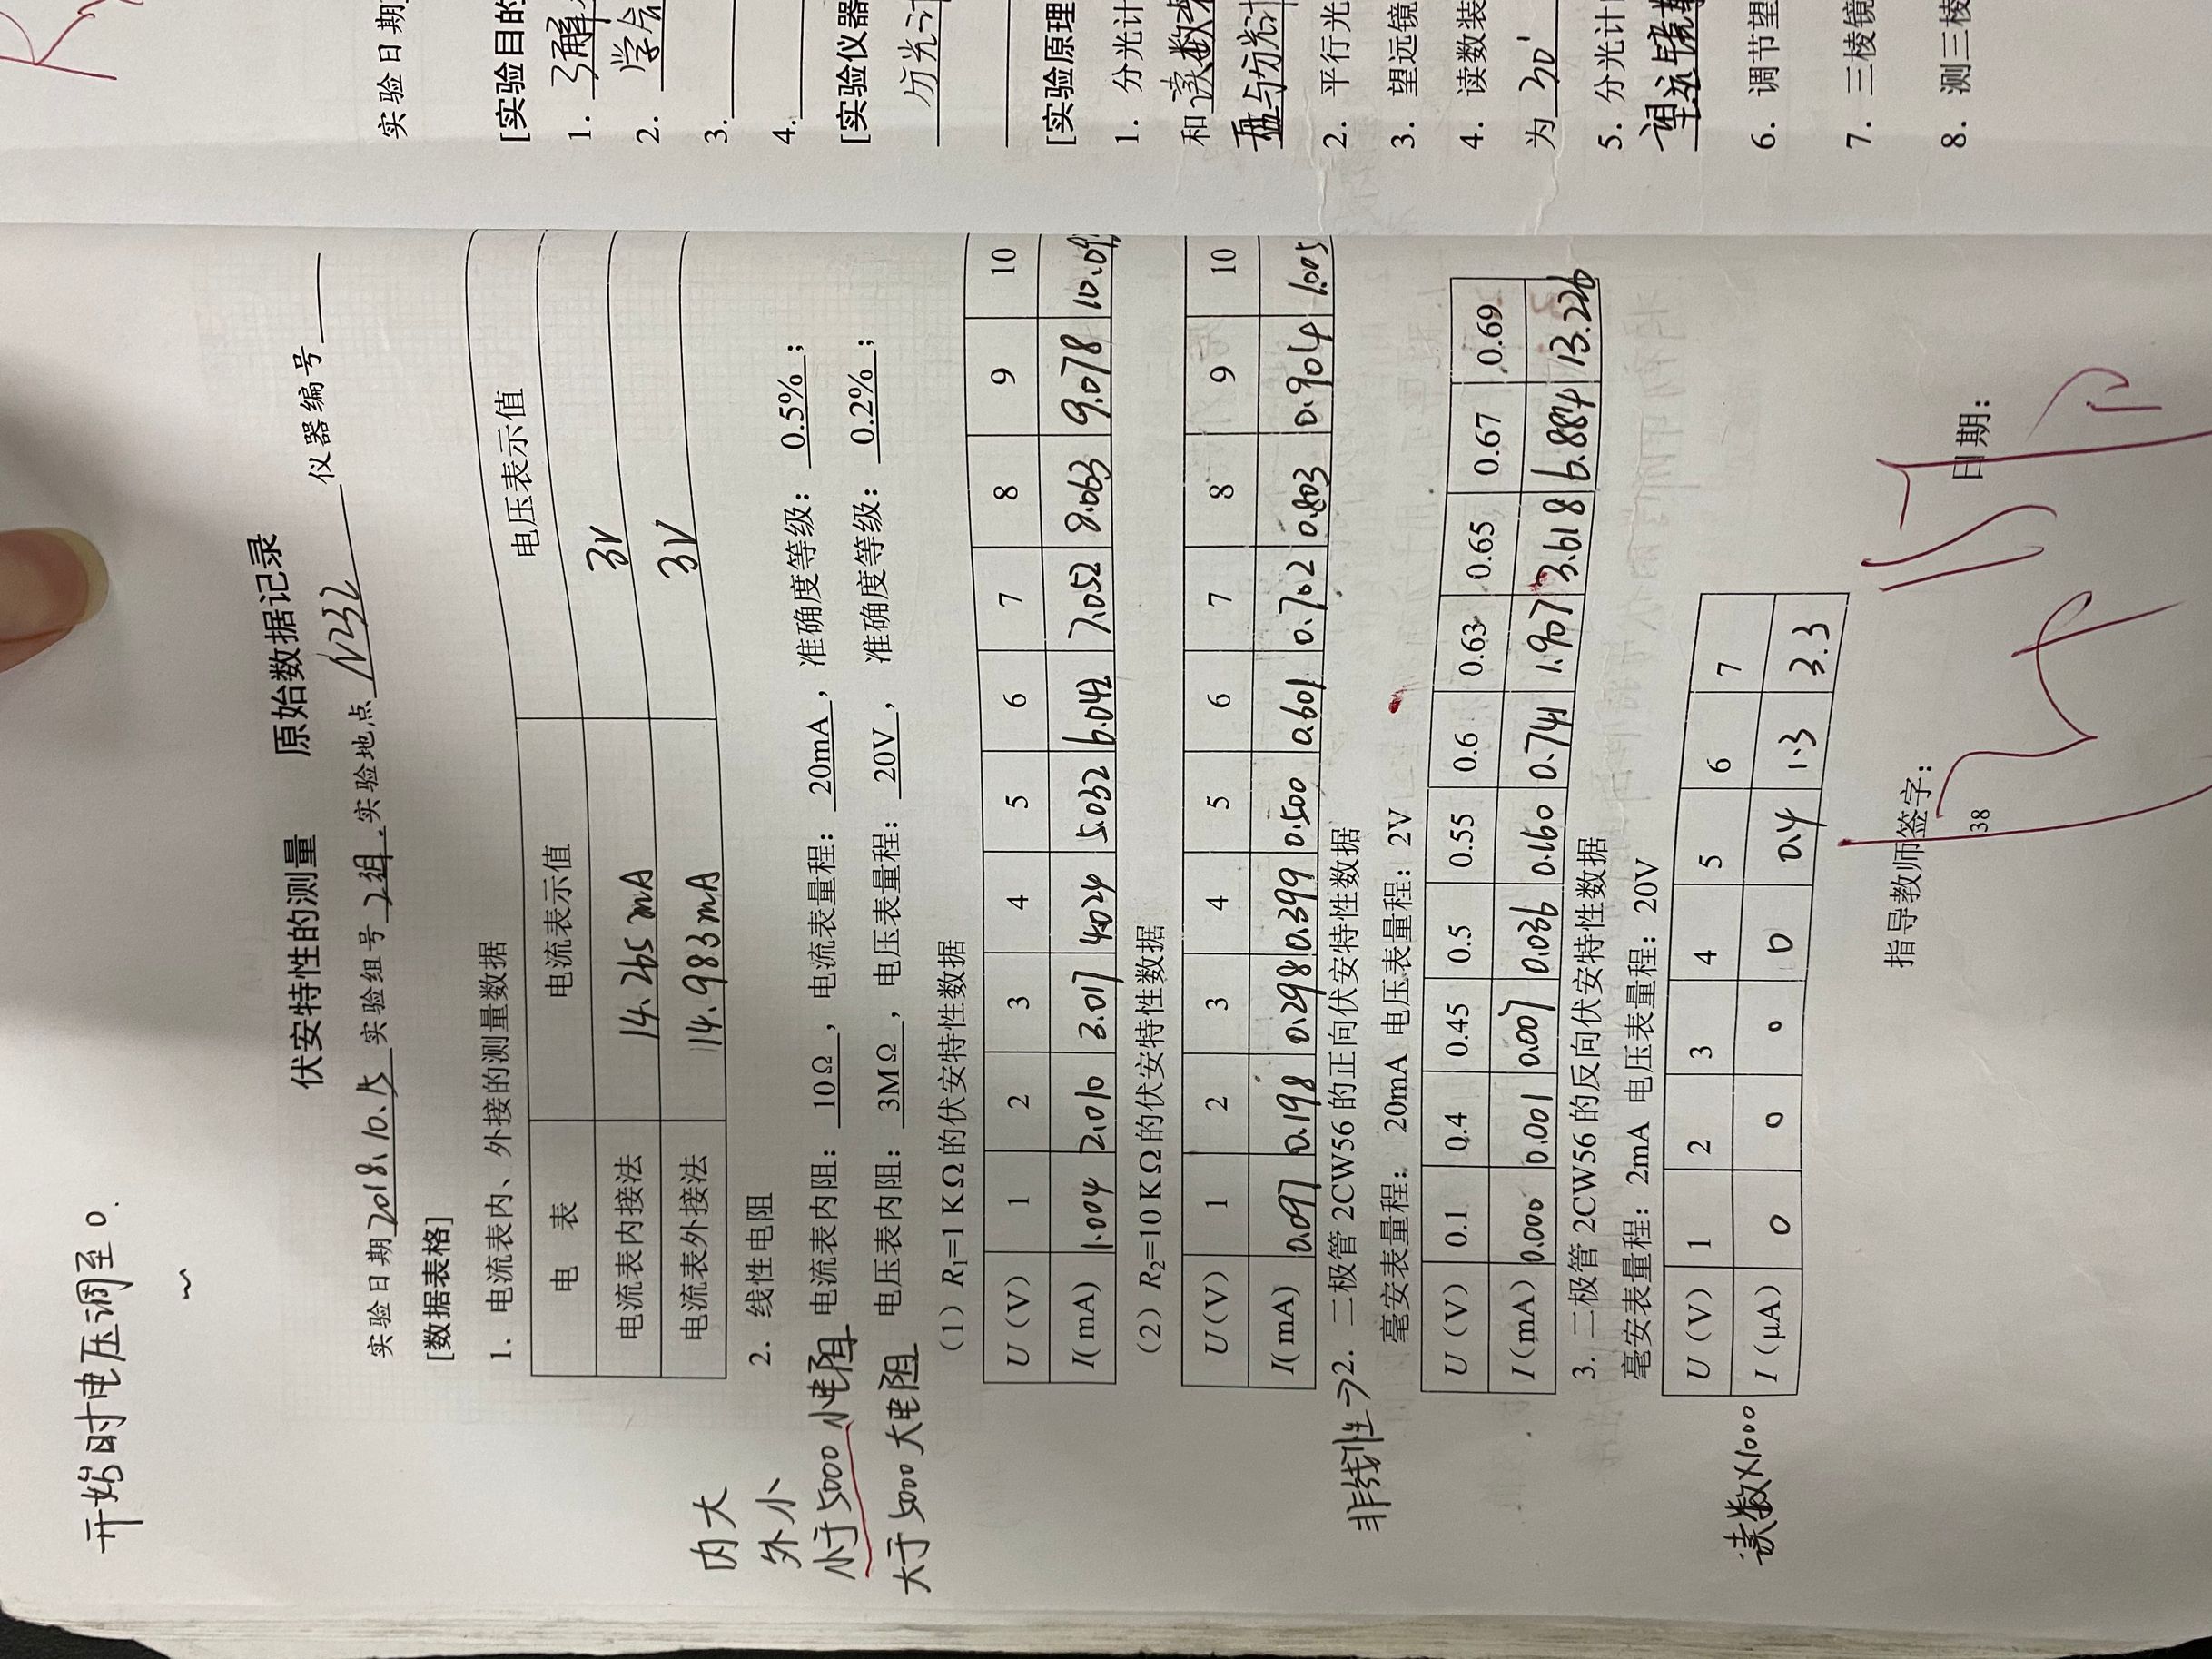 开始时电压调至0.
伏安特性的测量 原始数据记录
实验日期 2018.10.15 实验组号 2组. 实验地点 N232 仪器编号
[数据表格]
1. 电流表内、外接的测量数据
电 表 电流表示值 电压表示值
电流表内接法 14.265 mA 3V
电流表外接法 14.983mA 3V
内大
外小
2. 线性电阻
小于5000 小电阻 电流表内阻: 10Ω ,电流表量程: 20mA ,准确度等级: 0.5% ;
大于5000 大电阻 电压表内阻: 3MΩ ,电压表量程: 20V , 准确度等级: 0.2% ;
(1)R₁=1 KΩ的伏安特性数据
U(V) 1 2 3 4 5 6 7 8 9 10
I( mA) 1.004 2.010 3.017 4.024 5.032 6.042 7.052 8.063 9.078
(2)R₂=10 KΩ的伏安特性数据
U(V) 1 2 3 4 5 6 7 8 9 10
I( mA) 0.097 0.198 0.298 0.399 0.500 0.601 0.702 0.803 0.904 1.005
非线性→2. 二极管 2CW56 的正向伏安特性数据
毫安表量程: 20mA 电压表量程:2V
U(V) 0.1 0.4 0.45 0.5 0.55 0.6 0.63 0.65 0.67 0.69
I(mA) 0.000 0.001 0.007 0.036 0.160 0.741 1.907 3.618 6.884 13.226
3. 二极管 2CW56 的反向伏安特性数据
毫安表量程:2mA 电压表量程:20V
U(V) 1 2 3 4 5 6 7
读数×1000 I(μA) 0 0 0 0 0.4 1.3 3.3
指导教师签字:
日期:
38
实验日期
[实验目的
1. 了解
2. 学会
3.
4.
[实验仪器
分光计
[实验原理
1. 分光计
和读数
盘与分光计
2. 平行光
3. 望远镜
4. 读数装
为 30'
5. 分光计
望远镜
6. 调节望
7. 三棱镜
8. 测三棱